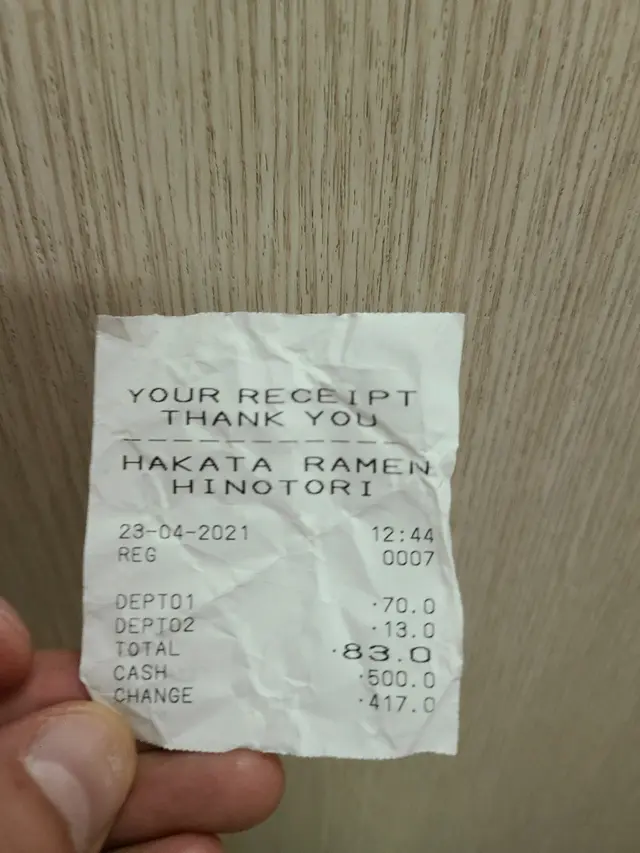 YOUR RECEIPT
THANK YOU
HAKATA RAMEN
HINOTORI
23-04-2021 12:44
REG 0007
DEPT01 ·70.0
DEPT02 ·13.0
TOTAL ·83.0
CASH ·500.0
CHANGE ·417.0